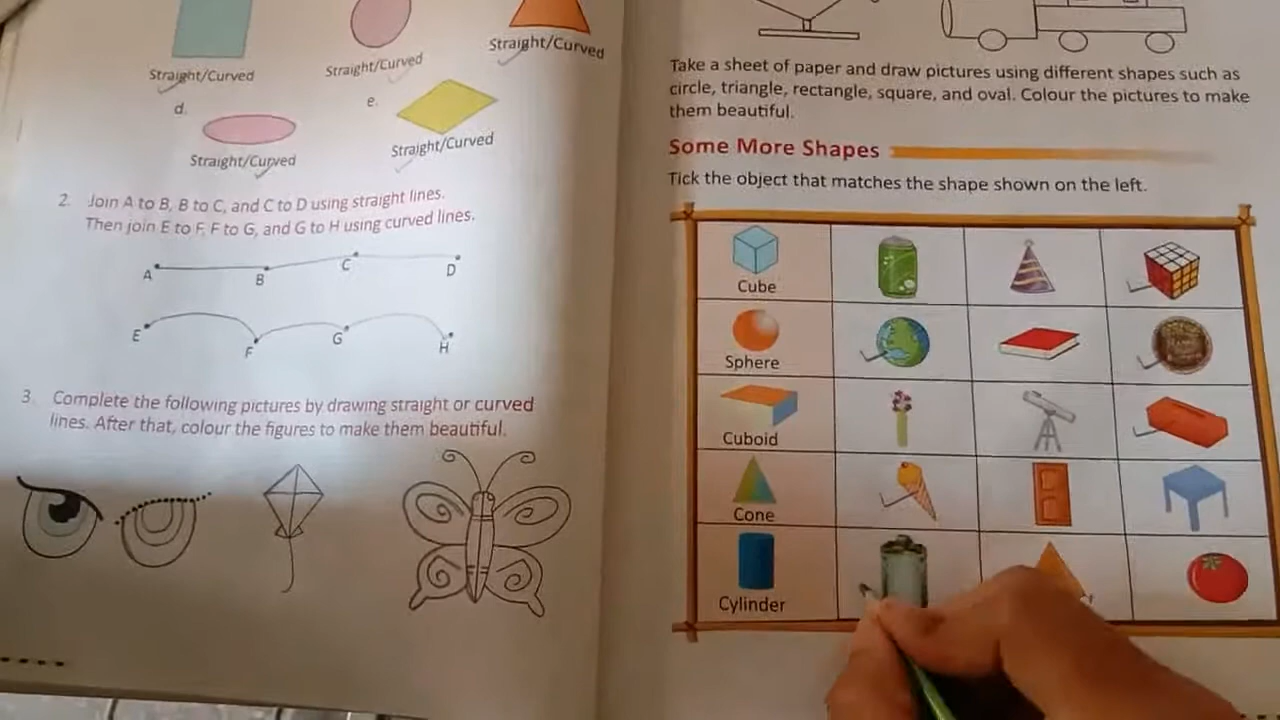 Straight/Curved
Straight/Curved
Straight/Curved
d.
e.
Straight/Curved
Straight/Curved
2. Join A to B, B to C, and C to D using straight lines.
Then join E to F, F to G, and G to H using curved lines.
A
B
C
D
E
F
G
H
3. Complete the following pictures by drawing straight or curved
lines. After that, colour the figures to make them beautiful.
Take a sheet of paper and draw pictures using different shapes such as
circle, triangle, rectangle, square, and oval. Colour the pictures to make
them beautiful.
Some More Shapes
Tick the object that matches the shape shown on the left.
Cube
Sphere
Cuboid
Cone
Cylinder